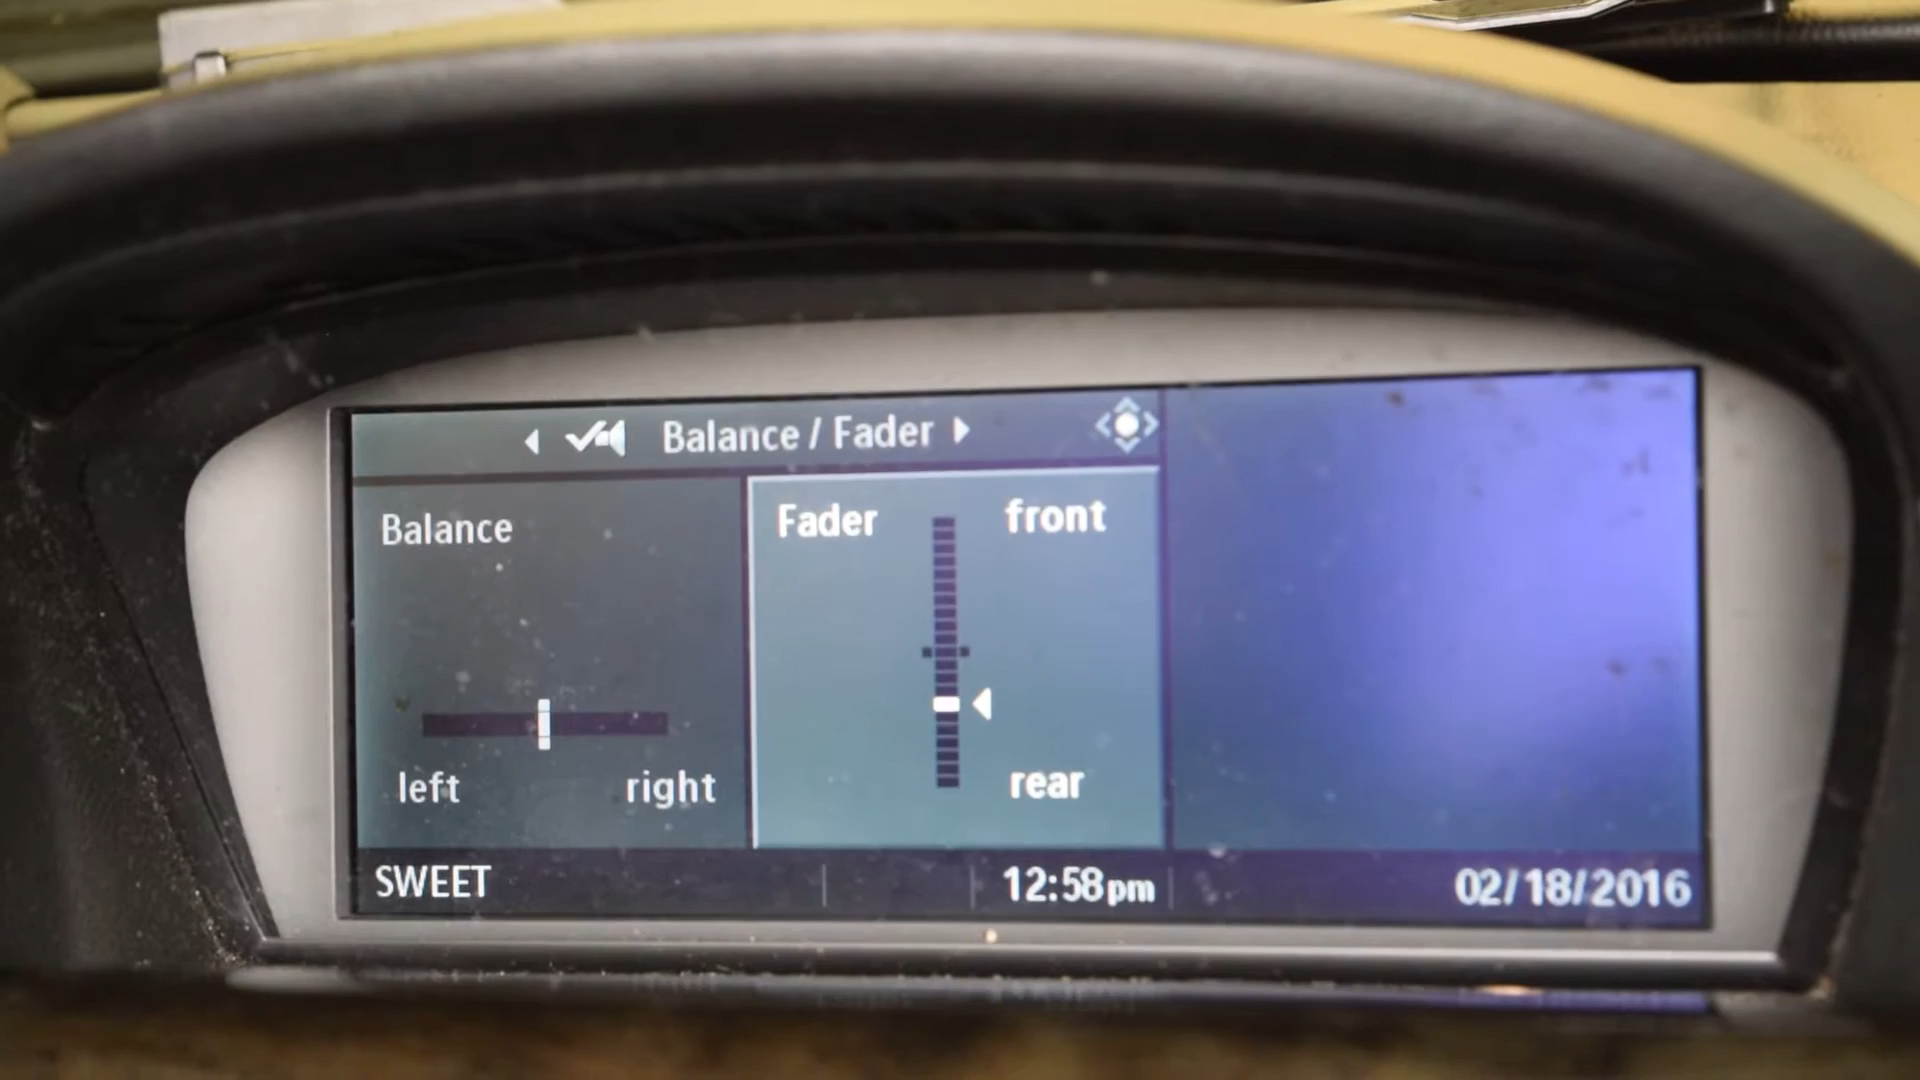 Balance / Fader
Balance
left right
Fader
front
rear
SWEET 12:58pm 02/18/2016